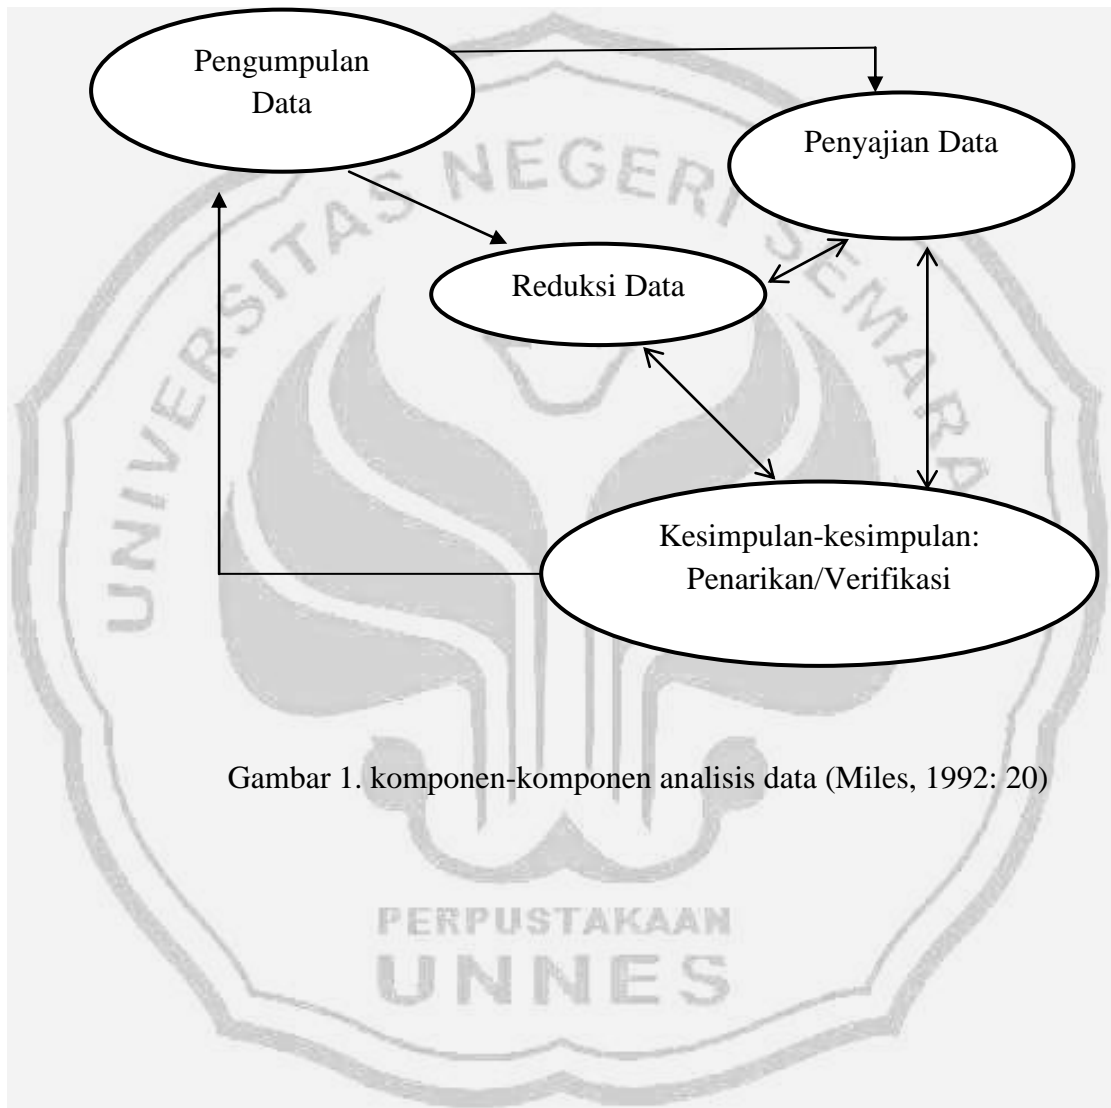 Pengumpulan
Data
Penyajian Data
Reduksi Data
Kesimpulan-kesimpulan:
Penarikan/Verifikasi
Gambar 1. komponen-komponen analisis data (Miles, 1992: 20)
UNIVERSITAS NEGERI SEMARA
PERPUSTAKAAN
UNNES